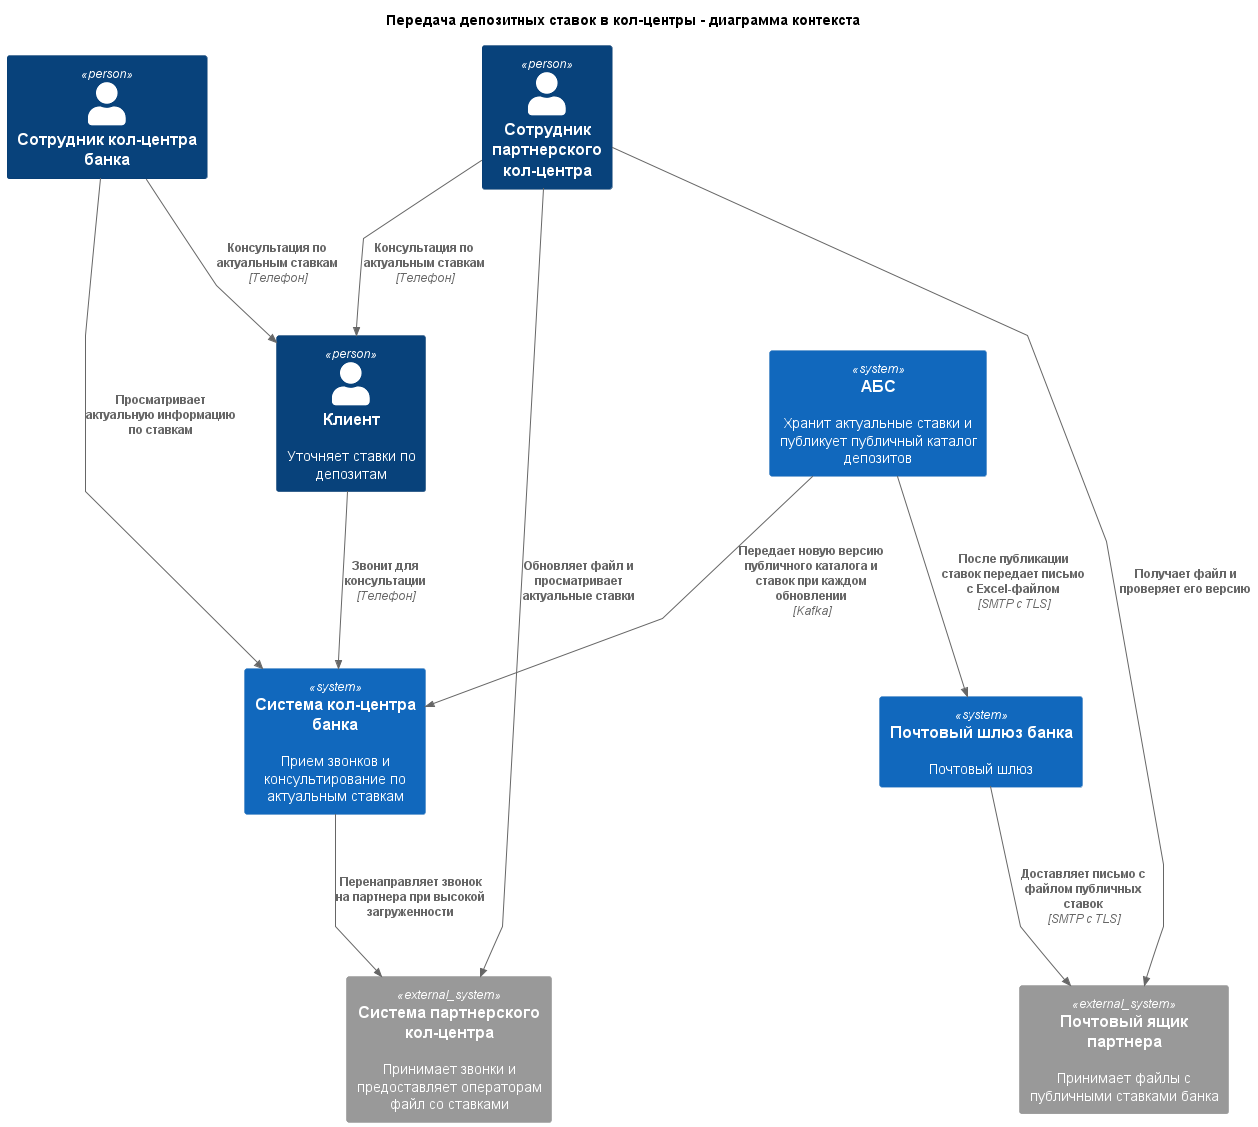 Передача депозитных ставок в кол-центры - диаграмма контекста
«person»
Сотрудник кол-центра
банка
«person»
Сотрудник
партнерского
кол-центра
Консультация по
актуальным ставкам
[Телефон]
Консультация по
актуальным ставкам
[Телефон]
«person»
Клиент
Уточняет ставки по
депозитам
«system»
АБС
Хранит актуальные ставки и
публикует публичный каталог
депозитов
Просматривает
актуальную информацию
по ставкам
Звонит для
консультации
[Телефон]
Обновляет файл и
просматривает
актуальные ставки
Передает новую версию
публичного каталога и
ставок при каждом
обновлении
[Kafka]
После публикации
ставок передает письмо
с Excel-файлом
[SMTP с TLS]
Получает файл и
проверяет его версию
«system»
Система кол-центра
банка
Прием звонков и
консультирование по
актуальным ставкам
«system»
Почтовый шлюз банка
Почтовый шлюз
Перенаправляет звонок
на партнера при высокой
загруженности
Доставляет письмо с
файлом публичных
ставок
[SMTP с TLS]
«external_system»
Система партнерского
кол-центра
Принимает звонки и
предоставляет операторам
файл со ставками
«external_system»
Почтовый ящик
партнера
Принимает файлы с
публичными ставками банка